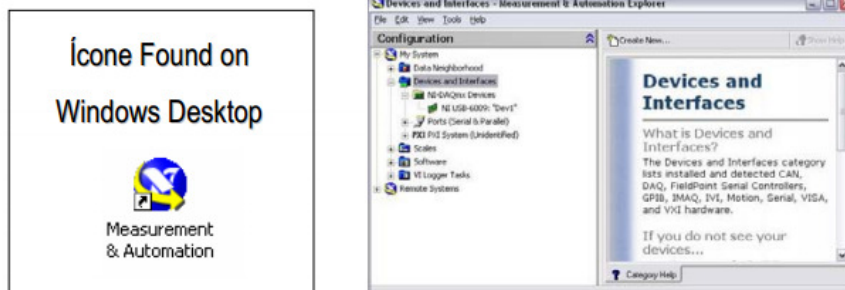 Ícone Found on
Windows Desktop
Measurement
& Automation
Devices and Interfaces - Measurement & Automation Explorer
File Edit View Tools Help
Configuration
My System
Data Neighborhood
Devices and Interfaces
NI-DAQmx Devices
NI USB-6009: "Dev1"
Ports (Serial & Parallel)
PXI PXI System (Unidentified)
Scales
Software
VI Logger Tasks
Remote Systems
Create New...
Show Help
Devices and
Interfaces
What is Devices and
Interfaces?
The Devices and Interfaces category
lists installed and detected CAN,
DAQ, FieldPoint Serial Controllers,
GPIB, IMAQ, IVI, Motion, Serial, VISA,
and VXI hardware.
If you do not see your
devices...
Category Help